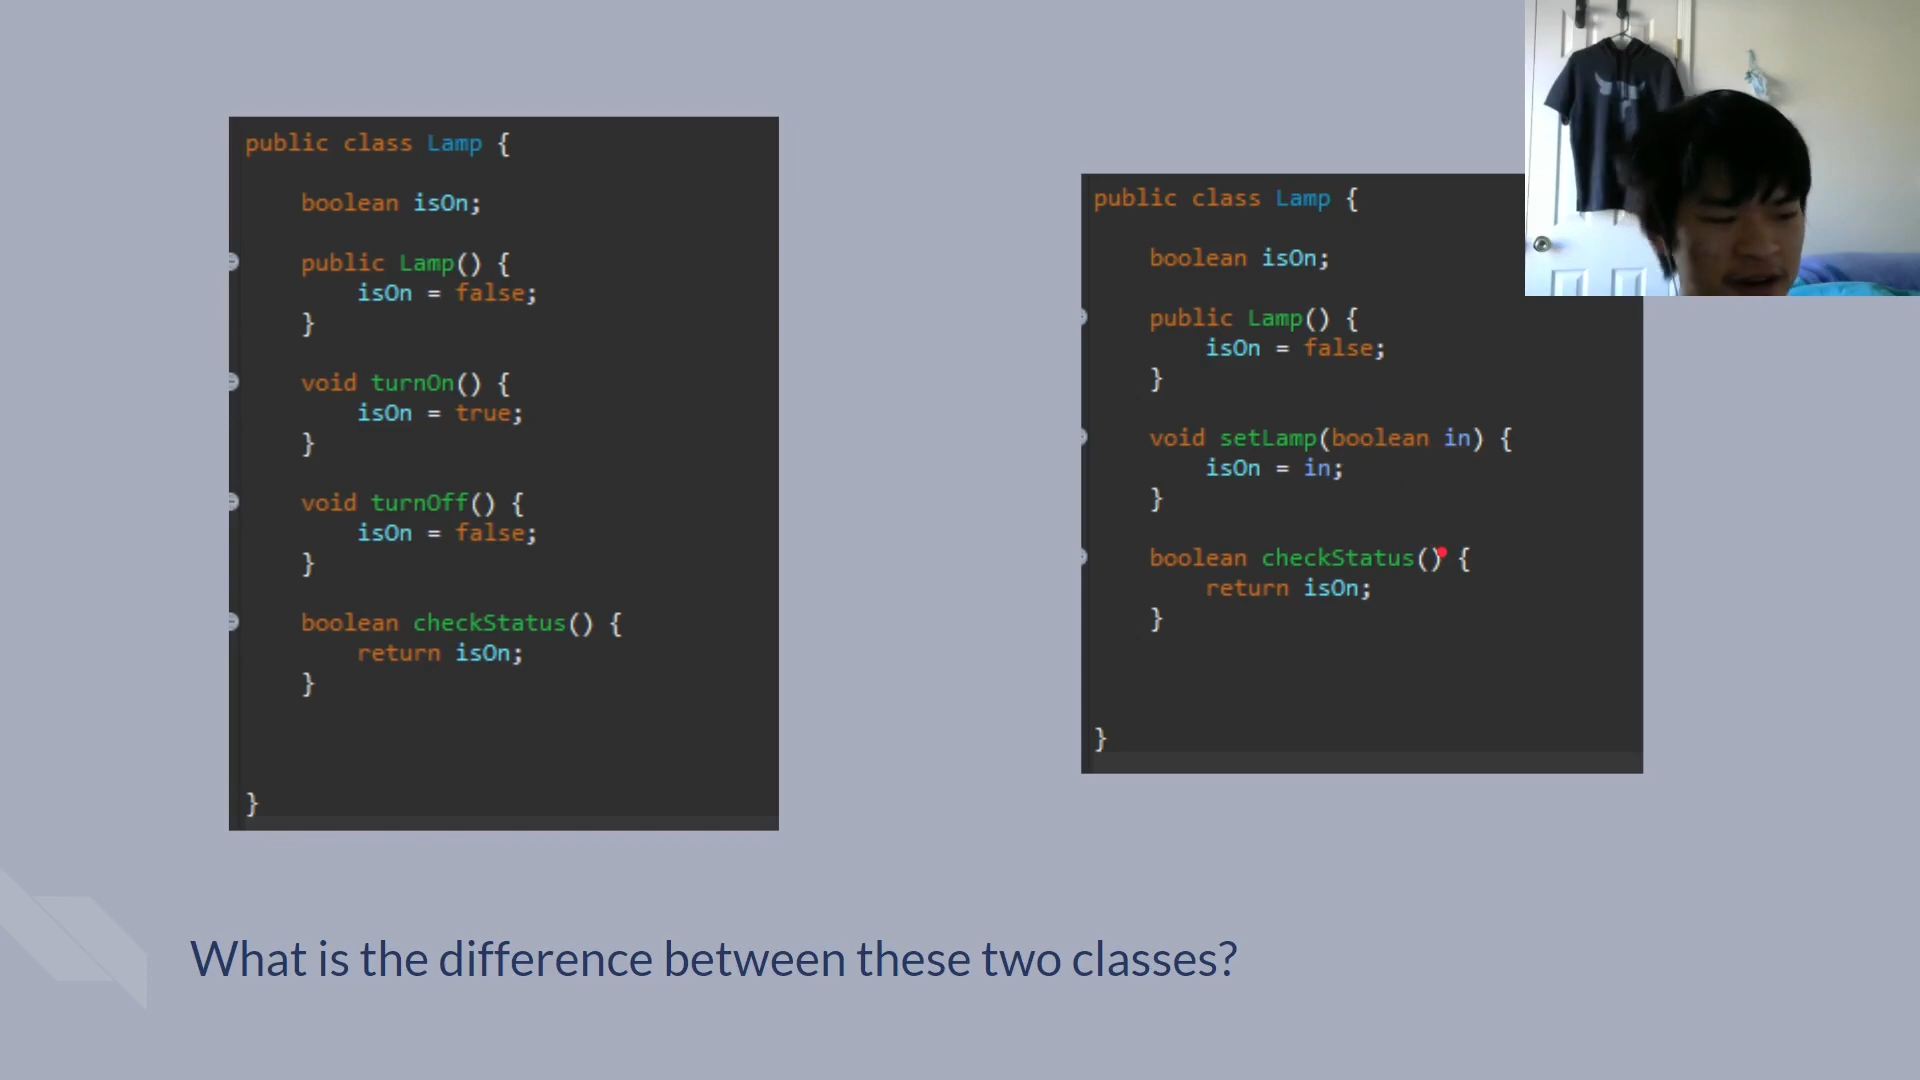 public class Lamp {
boolean isOn;
public Lamp() {
isOn = false;
}
void turnOn() {
isOn = true;
}
void turnOff() {
isOn = false;
}
boolean checkStatus() {
return isOn;
}
}
public class Lamp {
boolean isOn;
public Lamp() {
isOn = false;
}
void setLamp(boolean in) {
isOn = in;
}
boolean checkStatus() {
return isOn;
}
}
What is the difference between these two classes?